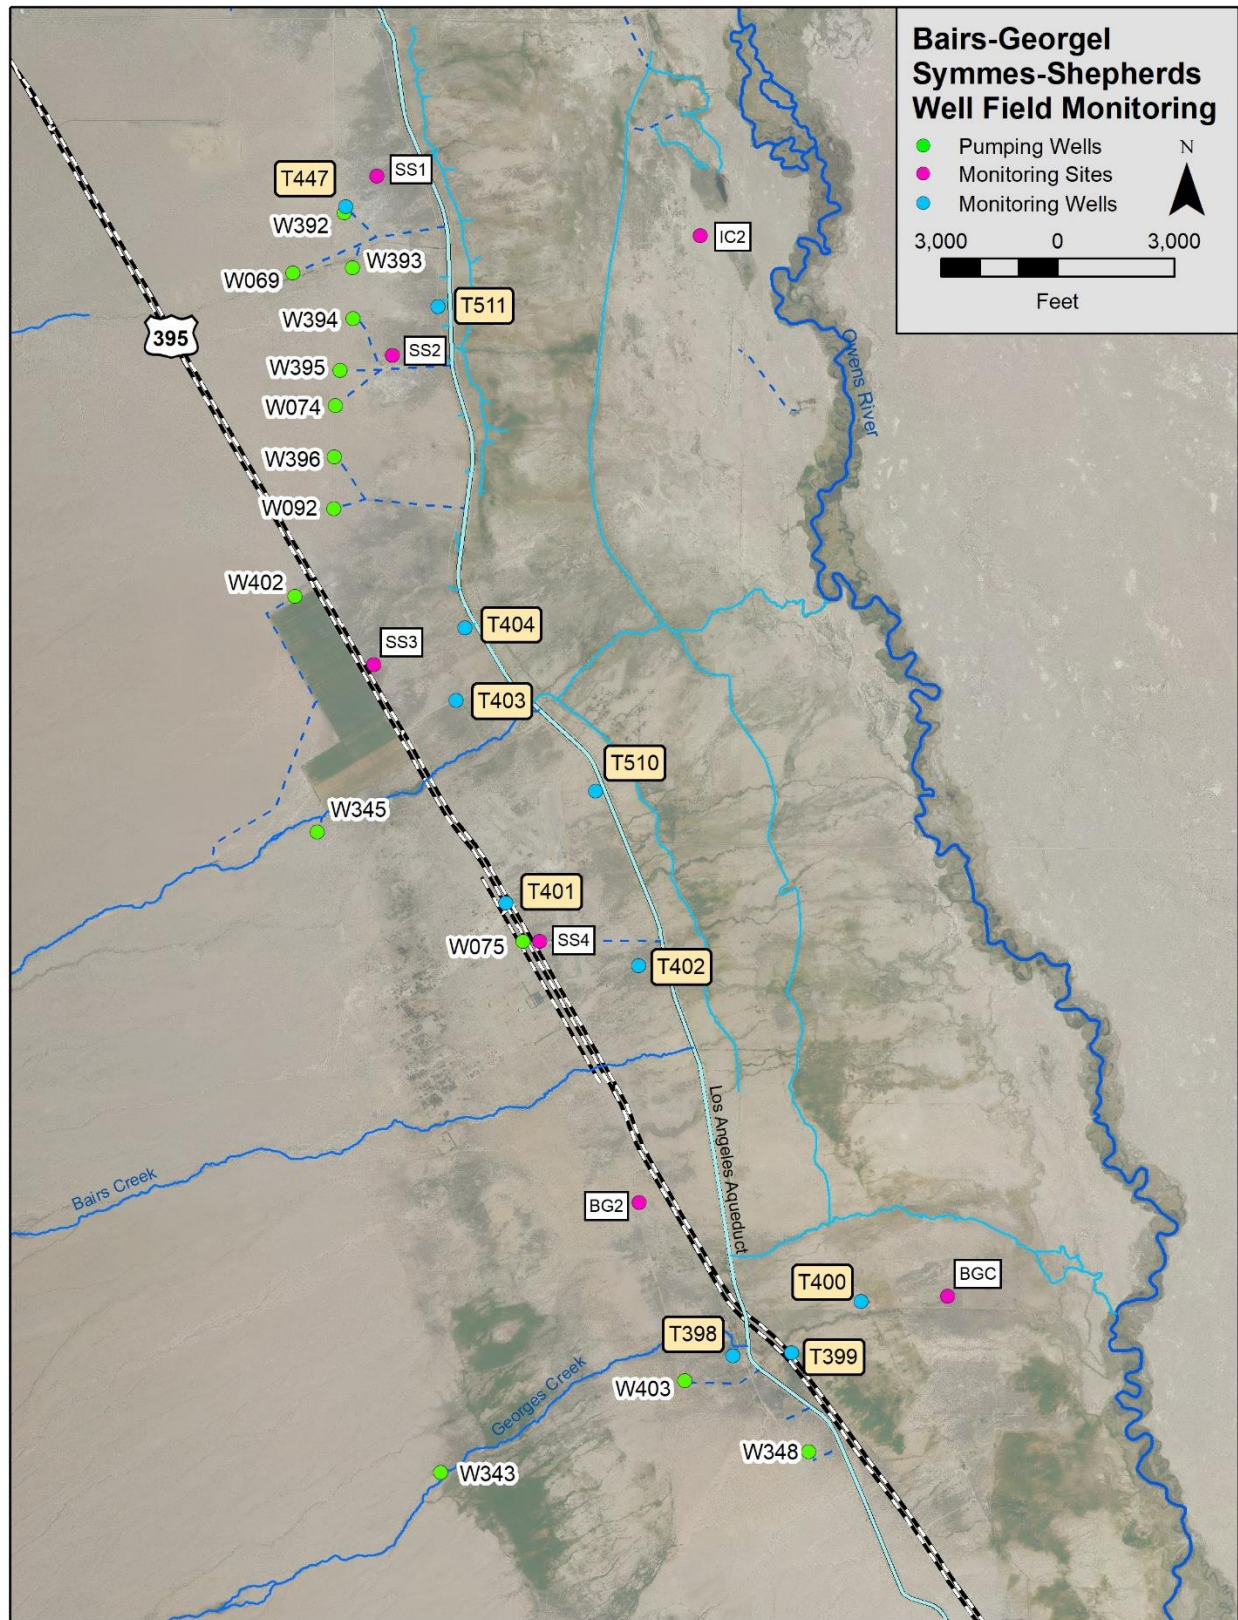 Bairs-Georgel
Symmes-Shepherds
Well Field Monitoring
Pumping Wells
Monitoring Sites
Monitoring Wells
N
3,000 0 3,000
Feet
SS1
T447
W392
IC2
W393
W069
T511
W394
395
SS2
W395
Owens River
W074
W396
W092
W402
T404
SS3
T403
T510
W345
T401
SS4
W075
T402
Los Angeles Aqueduct
Bairs Creek
BG2
T400
BGC
T398
T399
Georges Creek
W403
W348
W343